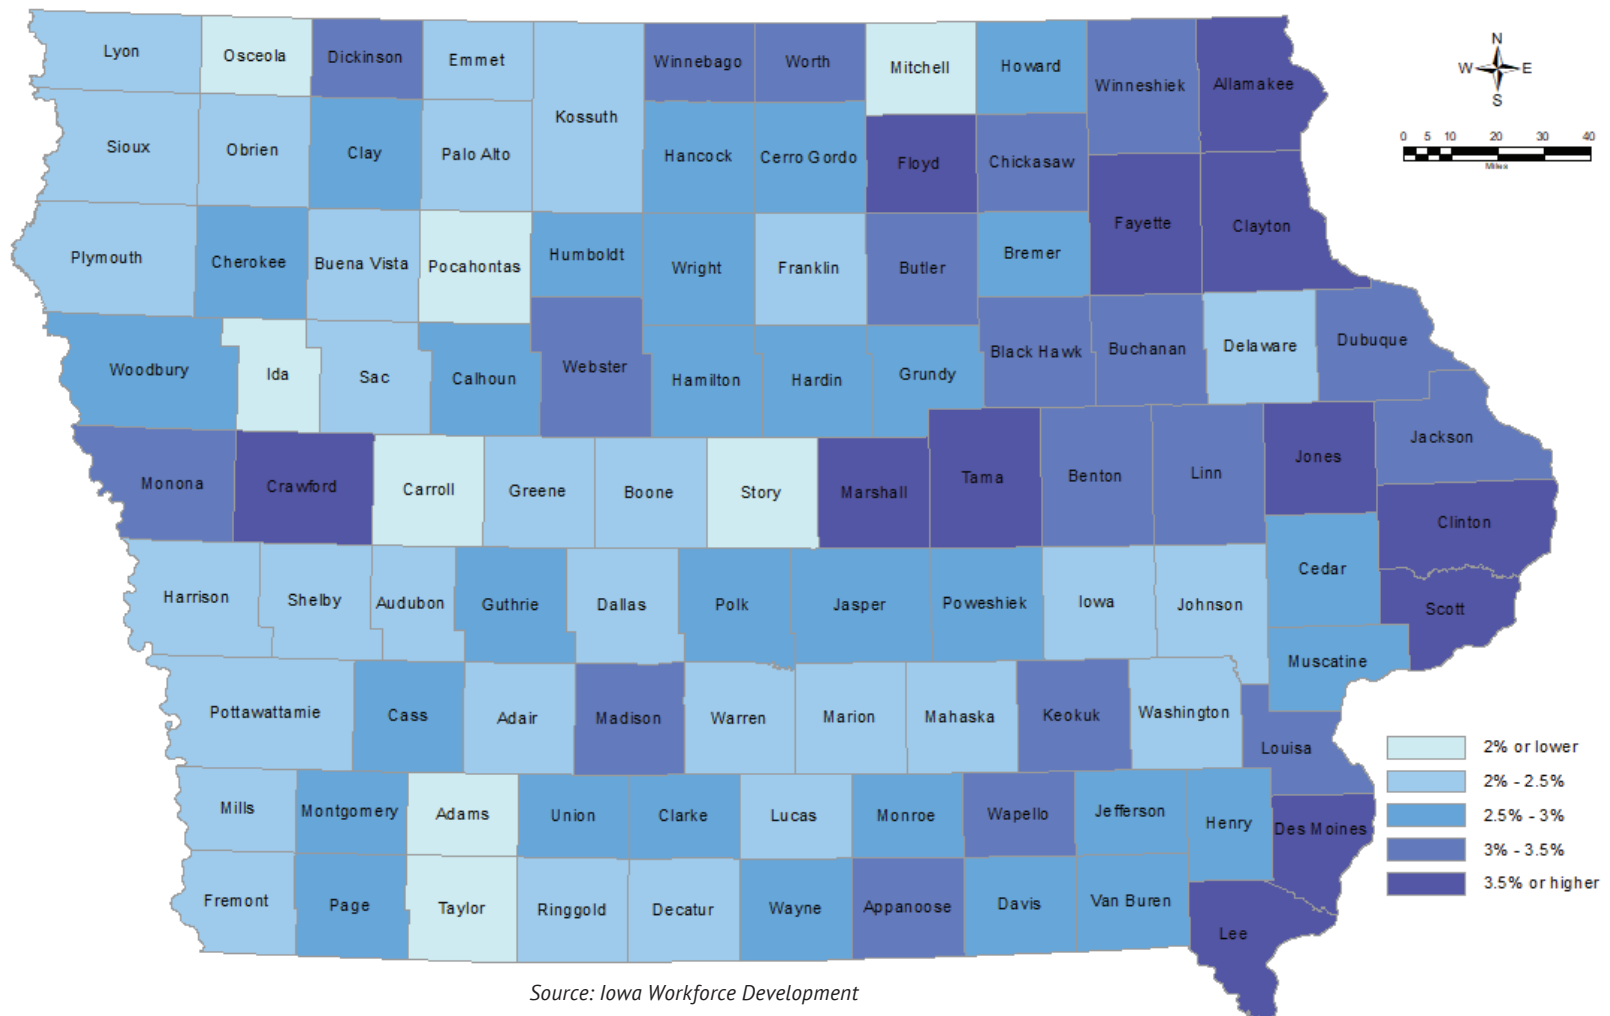 Lyon
Osceola
Dickinson
Emmet
Kossuth
Winnebago
Worth
Mitchell
Howard
Winneshiek
Allamakee
N
W E
S
0 5 10 20 30 40
Miles
Sioux
Obrien
Clay
Palo Alto
Hancock
Cerro Gordo
Floyd
Chickasaw
Fayette
Clayton
Plymouth
Cherokee
Buena Vista
Pocahontas
Humboldt
Wright
Franklin
Butler
Bremer
Woodbury
Ida
Sac
Calhoun
Webster
Hamilton
Hardin
Grundy
Black Hawk
Buchanan
Delaware
Dubuque
Monona
Crawford
Carroll
Greene
Boone
Story
Marshall
Tama
Benton
Linn
Jones
Jackson
Clinton
Harrison
Shelby
Audubon
Guthrie
Dallas
Polk
Jasper
Poweshiek
Iowa
Johnson
Cedar
Scott
Muscatine
Pottawattamie
Cass
Adair
Madison
Warren
Marion
Mahaska
Keokuk
Washington
Louisa
Mills
Montgomery
Adams
Union
Clarke
Lucas
Monroe
Wapello
Jefferson
Henry
Des Moines
Fremont
Page
Taylor
Ringgold
Decatur
Wayne
Appanoose
Davis
Van Buren
Lee
2% or lower
2% - 2.5%
2.5% - 3%
3% - 3.5%
3.5% or higher
Source: Iowa Workforce Development